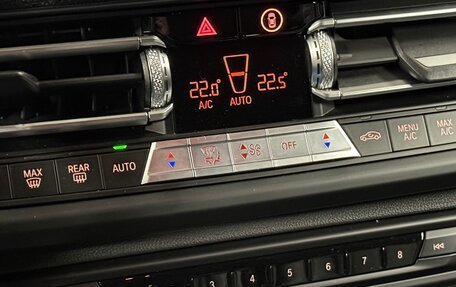 22.0° 22.5°
A/C AUTO
MAX REAR AUTO OFF MENU A/C MAX A/C
3 4 5 6 7 8